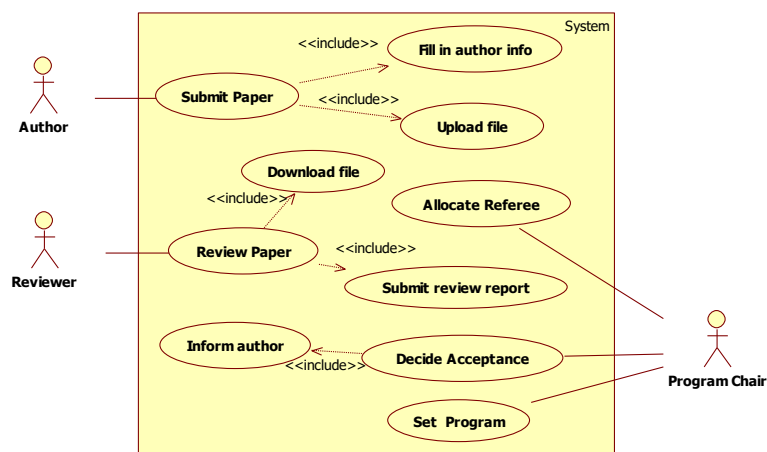 System
<<include>>
Fill in author info
Submit Paper
<<include>>
Author
Upload file
Download file
<<include>>
Allocate Referee
Review Paper
<<include>>
Reviewer
Submit review report
Inform author
Decide Acceptance
<<include>>
Program Chair
Set Program